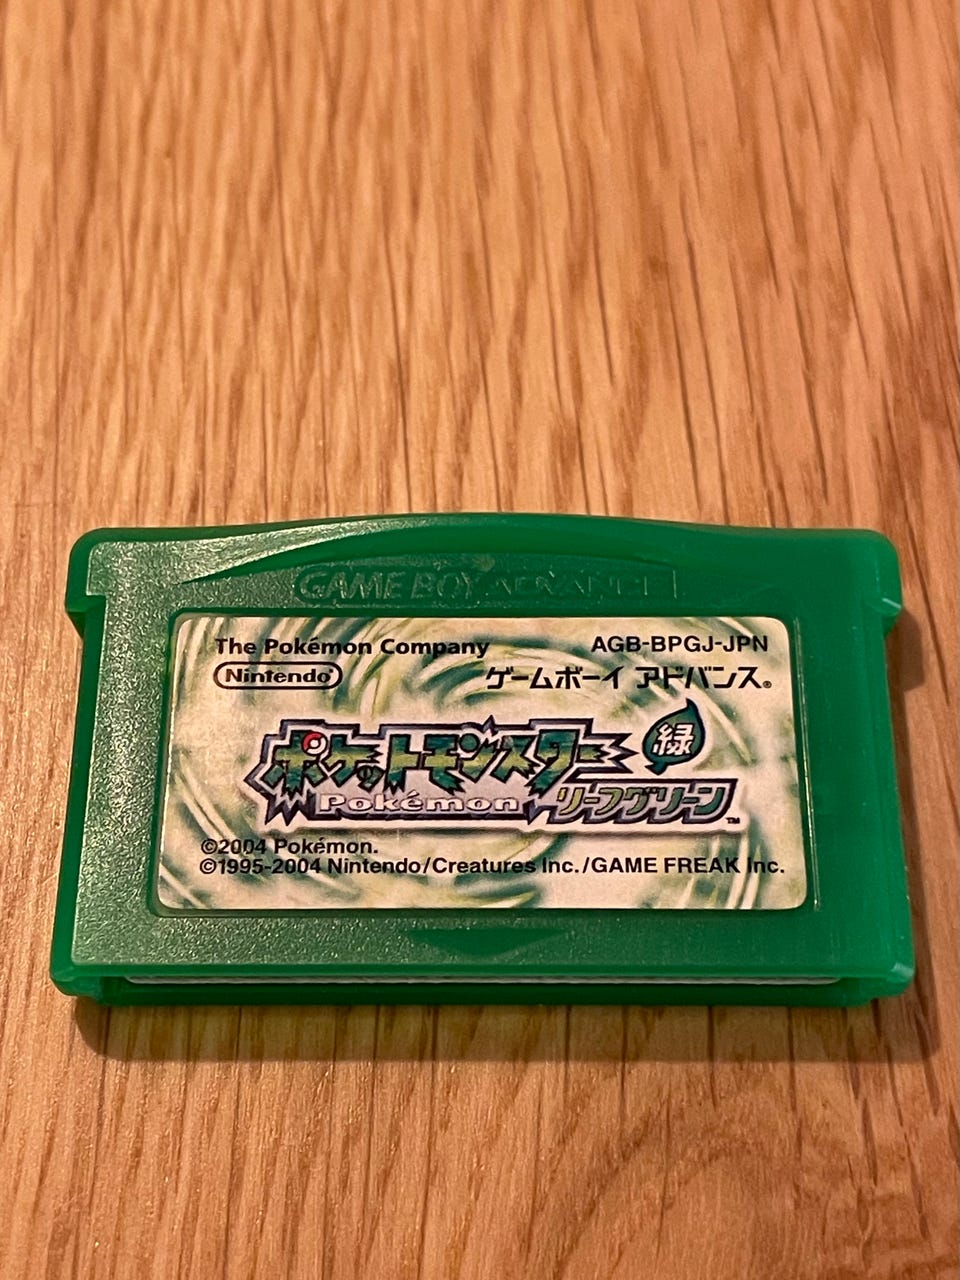 GAME BOY ADVANCE
The Pokémon Company AGB-BPGJ-JPN
Nintendo® ゲームボーイ アドバンス®
ポケットモンスター 緑
Pokémon リーフグリーン™
©2004 Pokémon.
©1995-2004 Nintendo/Creatures Inc./GAME FREAK Inc.